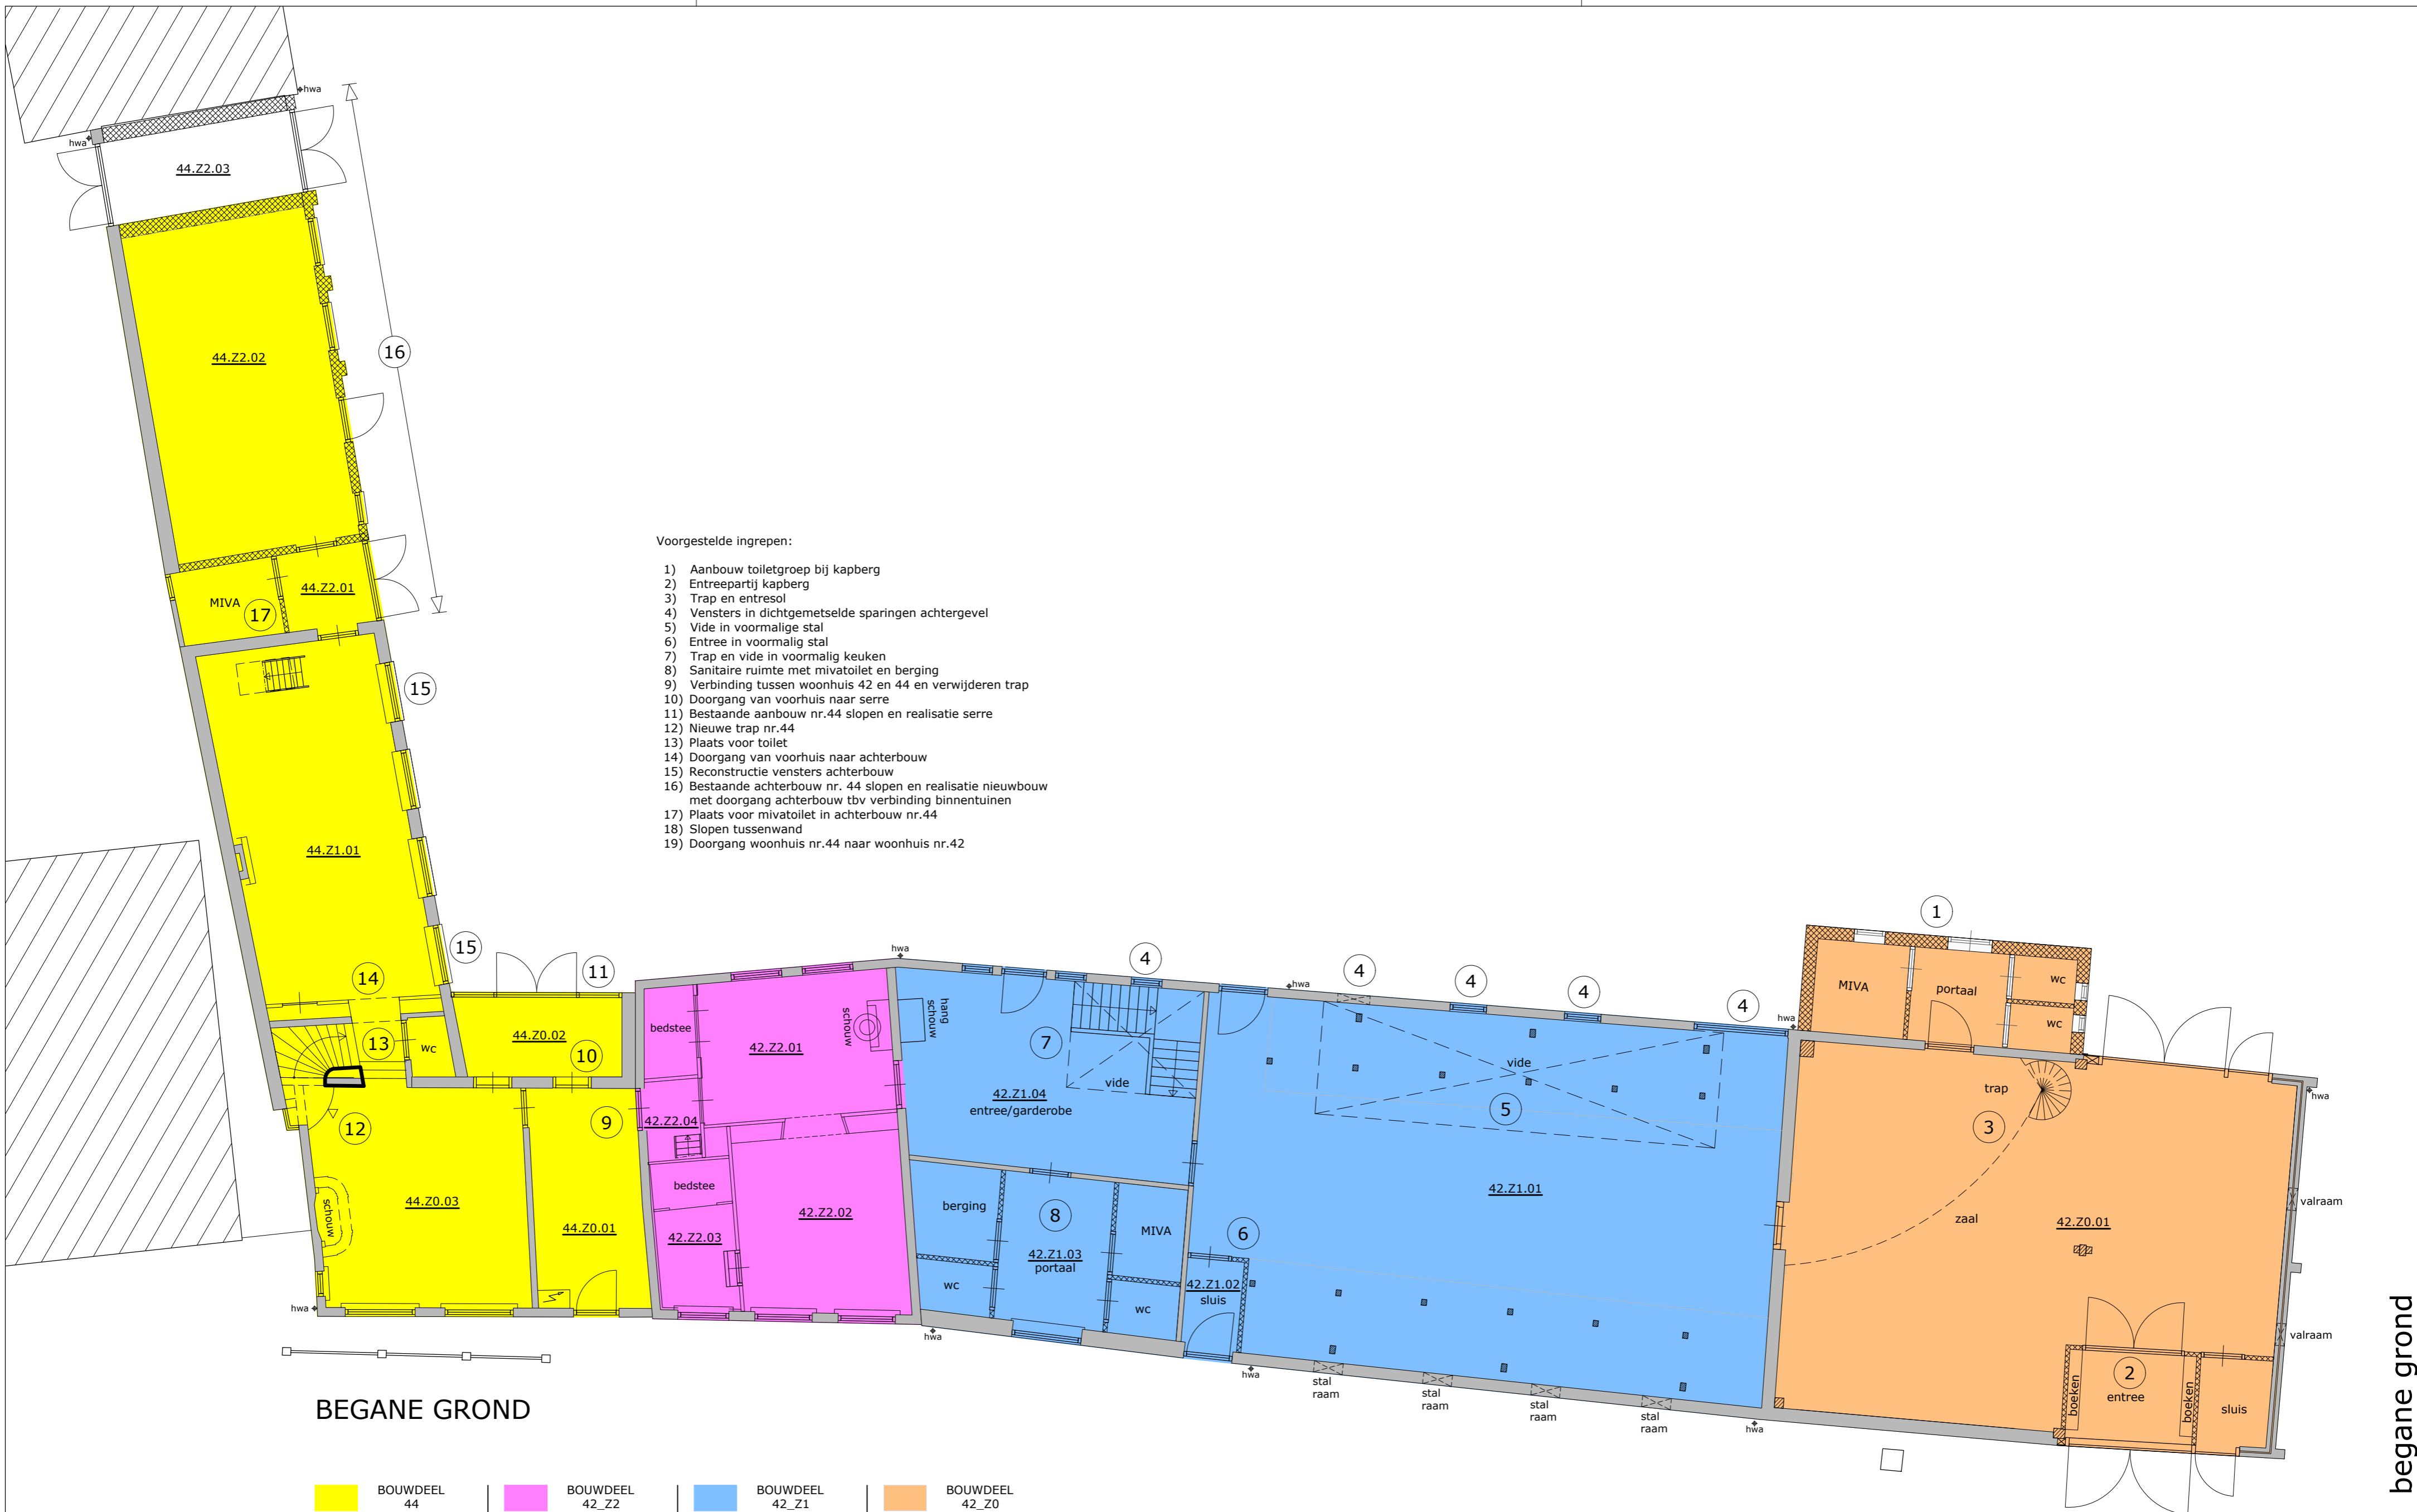 hwa
hwa
44.Z2.03
16
44.Z2.02
Voorgestelde ingrepen:
1) Aanbouw toiletgroep bij kapberg
2) Entreepartij kapberg
3) Trap en entresol
4) Vensters in dichtgemetselde sparingen achtergevel
5) Vide in voormalige stal
6) Entree in voormalig stal
7) Trap en vide in voormalig keuken
8) Sanitaire ruimte met mivatoilet en berging
9) Verbinding tussen woonhuis 42 en 44 en verwijderen trap
10) Doorgang van voorhuis naar serre
11) Bestaande aanbouw nr.44 slopen en realisatie serre
12) Nieuwe trap nr.44
13) Plaats voor toilet
14) Doorgang van voorhuis naar achterbouw
15) Reconstructie vensters achterbouw
16) Bestaande achterbouw nr. 44 slopen en realisatie nieuwbouw
met doorgang achterbouw tbv verbinding binnentuinen
17) Plaats voor mivatoilet in achterbouw nr.44
18) Slopen tussenwand
19) Doorgang woonhuis nr.44 naar woonhuis nr.42
44.Z2.01
MIVA
17
15
44.Z1.01
15
14
11
13
wc
44.Z0.02
10
12
9
44.Z0.03
schouw
44.Z0.01
hwa
bedstee
42.Z2.01
schouw
42.Z2.04
bedstee
42.Z2.02
42.Z2.03
hwa
hang
schouw
4
7
vide
42.Z1.04
entree/garderobe
berging
8
MIVA
42.Z1.03
portaal
wc
wc
hwa
6
42.Z1.02
sluis
hwa
hwa
4
4
4
4
vide
5
42.Z1.01
stal
raam
stal
raam
stal
raam
stal
raam
hwa
hwa
1
MIVA
portaal
wc
wc
trap
3
zaal
42.Z0.01
hwa
valraam
valraam
boeken
2
entree
boeken
sluis
begane grond
BEGANE GROND
BOUWDEEL
44
BOUWDEEL
42_Z2
BOUWDEEL
42_Z1
BOUWDEEL
42_Z0